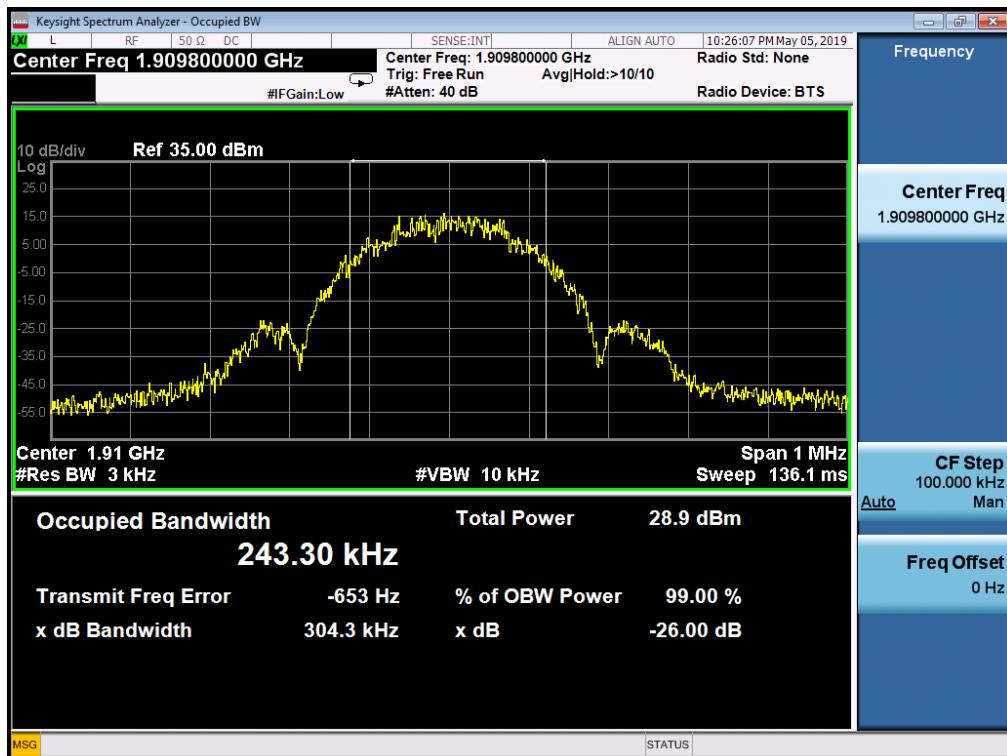 Keysight Spectrum Analyzer - Occupied BW
LXI L RF 50 Ω DC SENSE:INT ALIGN AUTO 10:26:07 PM May 05, 2019
Center Freq 1.909800000 GHz
Center Freq: 1.909800000 GHz
Radio Std: None
Trig: Free Run Avg|Hold:>10/10
#IFGain:Low
#Atten: 40 dB
Radio Device: BTS
10 dB/div Ref 35.00 dBm
Log
25.0
15.0
5.00
-5.00
-15.0
-25.0
-35.0
-45.0
-55.0
Center 1.91 GHz Span 1 MHz
#Res BW 3 kHz #VBW 10 kHz Sweep 136.1 ms
Occupied Bandwidth Total Power 28.9 dBm
243.30 kHz
Transmit Freq Error -653 Hz % of OBW Power 99.00 %
x dB Bandwidth 304.3 kHz x dB -26.00 dB
MSG STATUS
Frequency
Center Freq
1.909800000 GHz
CF Step
100.000 kHz
Auto Man
Freq Offset
0 Hz